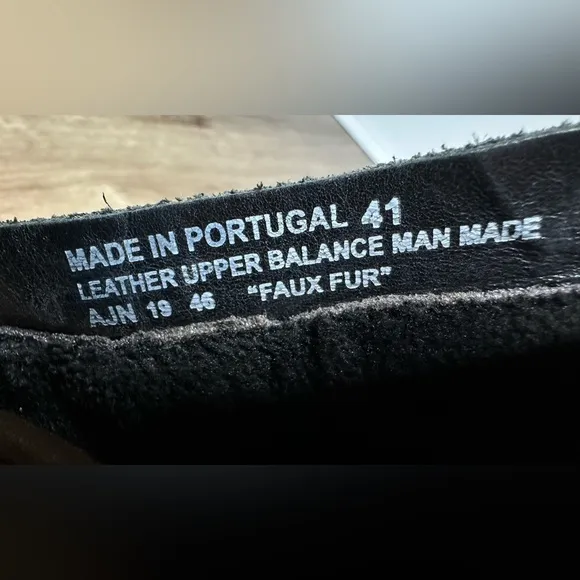 MADE IN PORTUGAL 41
LEATHER UPPER BALANCE MAN MADE
AJN 19 46 "FAUX FUR"